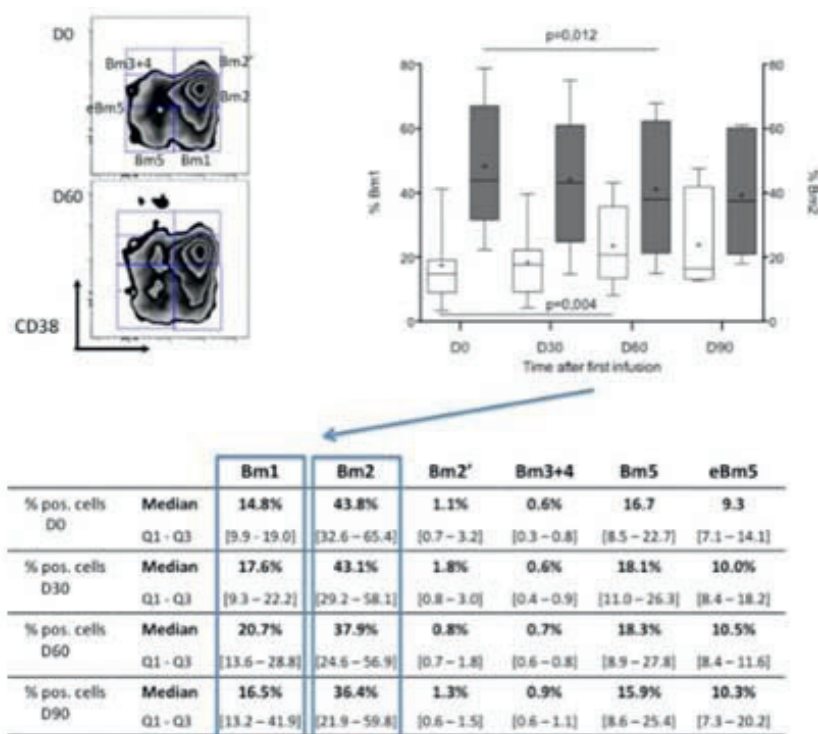 D0
Bm3+4
Bm2'
eBm5
Bm2
Bm5 Bm1
D60
CD38
p=0,012
80 80
60 60
40 40
20 20
0 0
% Bm1
% Bm2
p=0,004
D0 D30 D60 D90
Time after first infusion
Bm1 Bm2 Bm2' Bm3+4 Bm5 eBm5
% pos. cells D0 Median 14.8% 43.8% 1.1% 0.6% 16.7 9.3
Q1 - Q3 [9.9 - 19.0] [32.6 – 65.4] [0.7 – 3.2] [0.3 – 0.8] [8.5 – 22.7] [7.1 – 14.1]
% pos. cells D30 Median 17.6% 43.1% 1.8% 0.6% 18.1% 10.0%
Q1 - Q3 [9.3 – 22.2] [29.2 – 58.1] [0.8 – 3.0] [0.4 – 0.9] [11.0 – 26.3] [8.4 – 18.2]
% pos. cells D60 Median 20.7% 37.9% 0.8% 0.7% 18.3% 10.5%
Q1 - Q3 [13.6 – 28.8] [24.6 – 56.9] [0.7 – 1.8] [0.6 – 0.8] [8.9 – 27.8] [8.4 – 11.6]
% pos. cells D90 Median 16.5% 36.4% 1.3% 0.9% 15.9% 10.3%
Q1 - Q3 [13.2 – 41.9] [21.9 – 59.8] [0.6 – 1.5] [0.6 – 1.1] [8.6 – 25.4] [7.3 – 20.2]